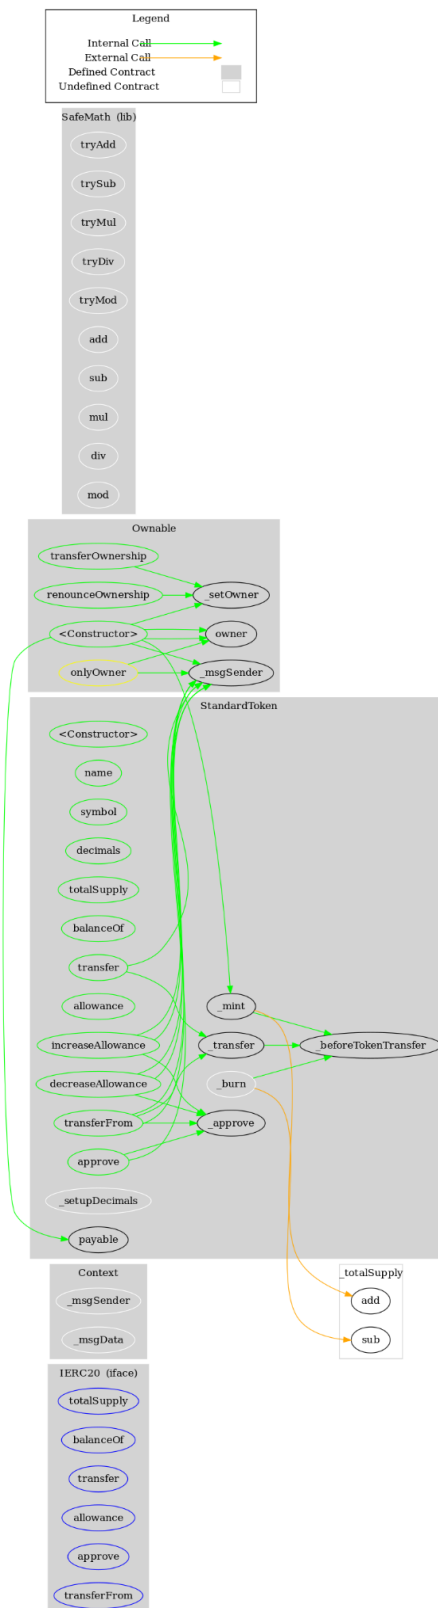 Legend
Internal Call
External Call
Defined Contract
Undefined Contract
SafeMath (lib)
tryAdd
trySub
tryMul
tryDiv
tryMod
add
sub
mul
div
mod
Ownable
transferOwnership
renounceOwnership
_setOwner
<Constructor>
owner
onlyOwner
_msgSender
StandardToken
<Constructor>
name
symbol
decimals
totalSupply
balanceOf
transfer
allowance
_mint
increaseAllowance
_transfer
_beforeTokenTransfer
decreaseAllowance
_burn
transferFrom
_approve
approve
_setupDecimals
payable
Context
_msgSender
_msgData
_totalSupply
add
sub
IERC20 (iface)
totalSupply
balanceOf
transfer
allowance
approve
transferFrom